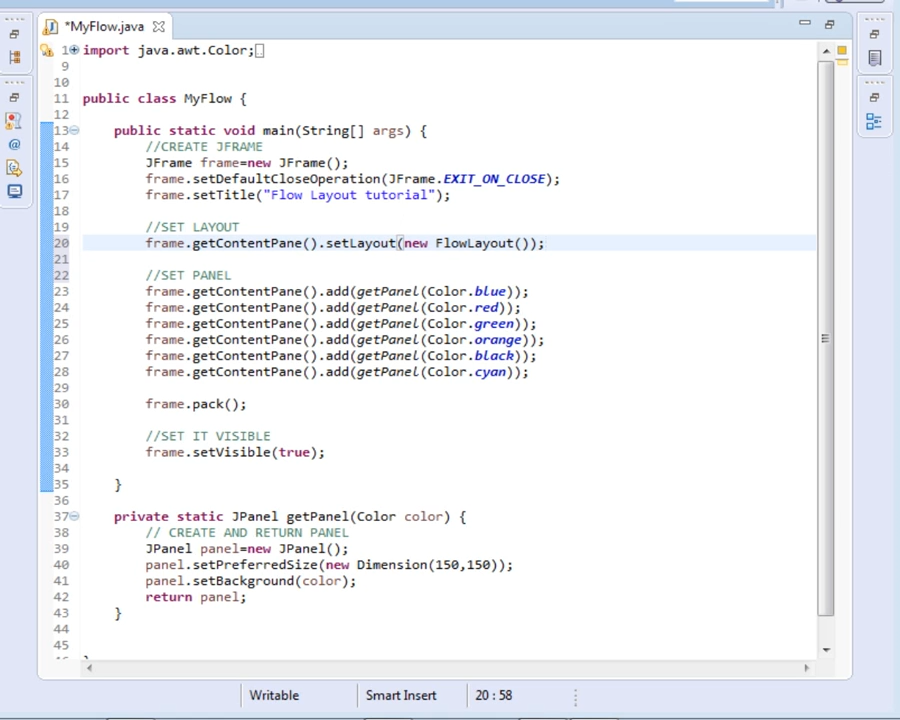 *MyFlow.java
1 import java.awt.Color;
9
10
11 public class MyFlow {
12
13 public static void main(String[] args) {
14 //CREATE JFRAME
15 JFrame frame=new JFrame();
16 frame.setDefaultCloseOperation(JFrame.EXIT_ON_CLOSE);
17 frame.setTitle("Flow Layout tutorial");
18
19 //SET LAYOUT
20 frame.getContentPane().setLayout(new FlowLayout());
21
22 //SET PANEL
23 frame.getContentPane().add(getPanel(Color.blue));
24 frame.getContentPane().add(getPanel(Color.red));
25 frame.getContentPane().add(getPanel(Color.green));
26 frame.getContentPane().add(getPanel(Color.orange));
27 frame.getContentPane().add(getPanel(Color.black));
28 frame.getContentPane().add(getPanel(Color.cyan));
29
30 frame.pack();
31
32 //SET IT VISIBLE
33 frame.setVisible(true);
34
35 }
36
37 private static JPanel getPanel(Color color) {
38 // CREATE AND RETURN PANEL
39 JPanel panel=new JPanel();
40 panel.setPreferredSize(new Dimension(150,150));
41 panel.setBackground(color);
42 return panel;
43 }
44
45
Writable Smart Insert 20 : 58